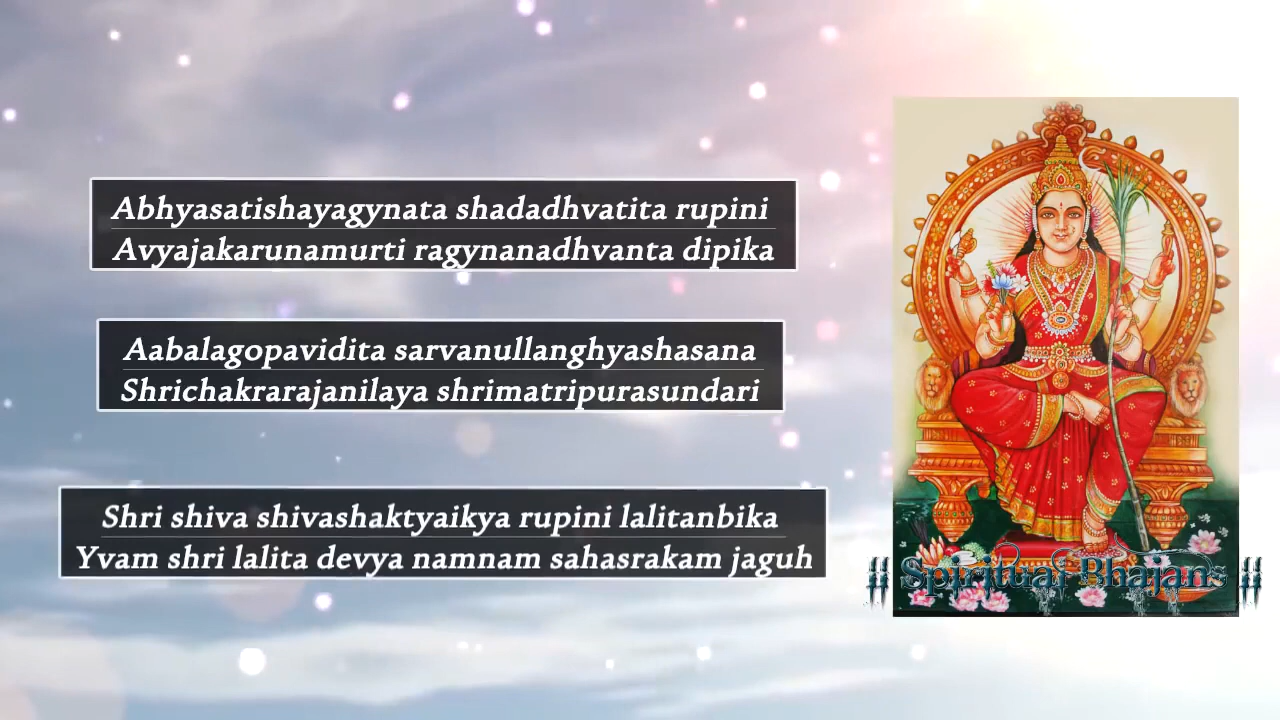 Abhyasatishayagynata shadadhvatita rupini
Avyajakarunamurti ragynanadhvanta dipika
Aabalagopavidita sarvanullanghyashasana
Shrichakrarajanilaya shrimatripurasundari
Shri shiva shivashaktyaikya rupini lalitanbika
Yvam shri lalita devya namnam sahasrakam jaguh
॥ Spiritual Bhajans ॥